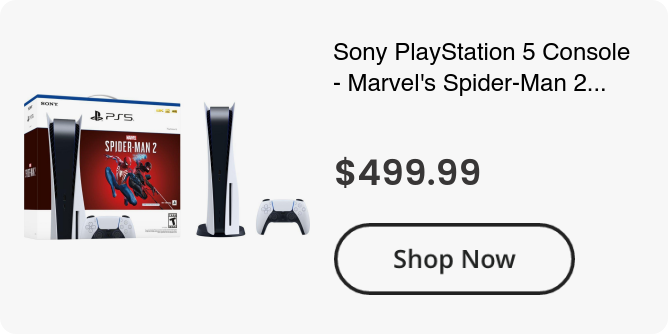 Sony PlayStation 5 Console
- Marvel's Spider-Man 2...
$499.99
Shop Now
SONY
PS5
MARVEL
SPIDER-MAN 2